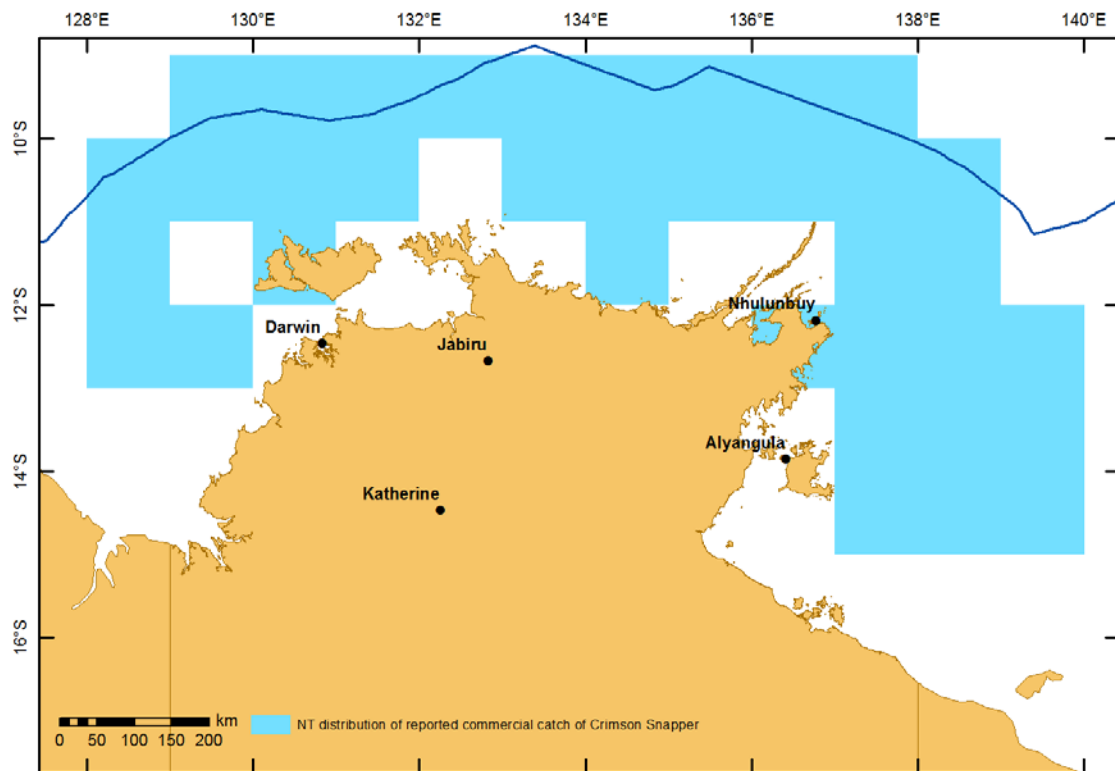 128°E 130°E 132°E 134°E 136°E 138°E 140°E
10°S
12°S
14°S
16°S
Nhulunbuy
Darwin
Jabiru
Alyangula
Katherine
km
0 50 100 150 200
NT distribution of reported commercial catch of Crimson Snapper